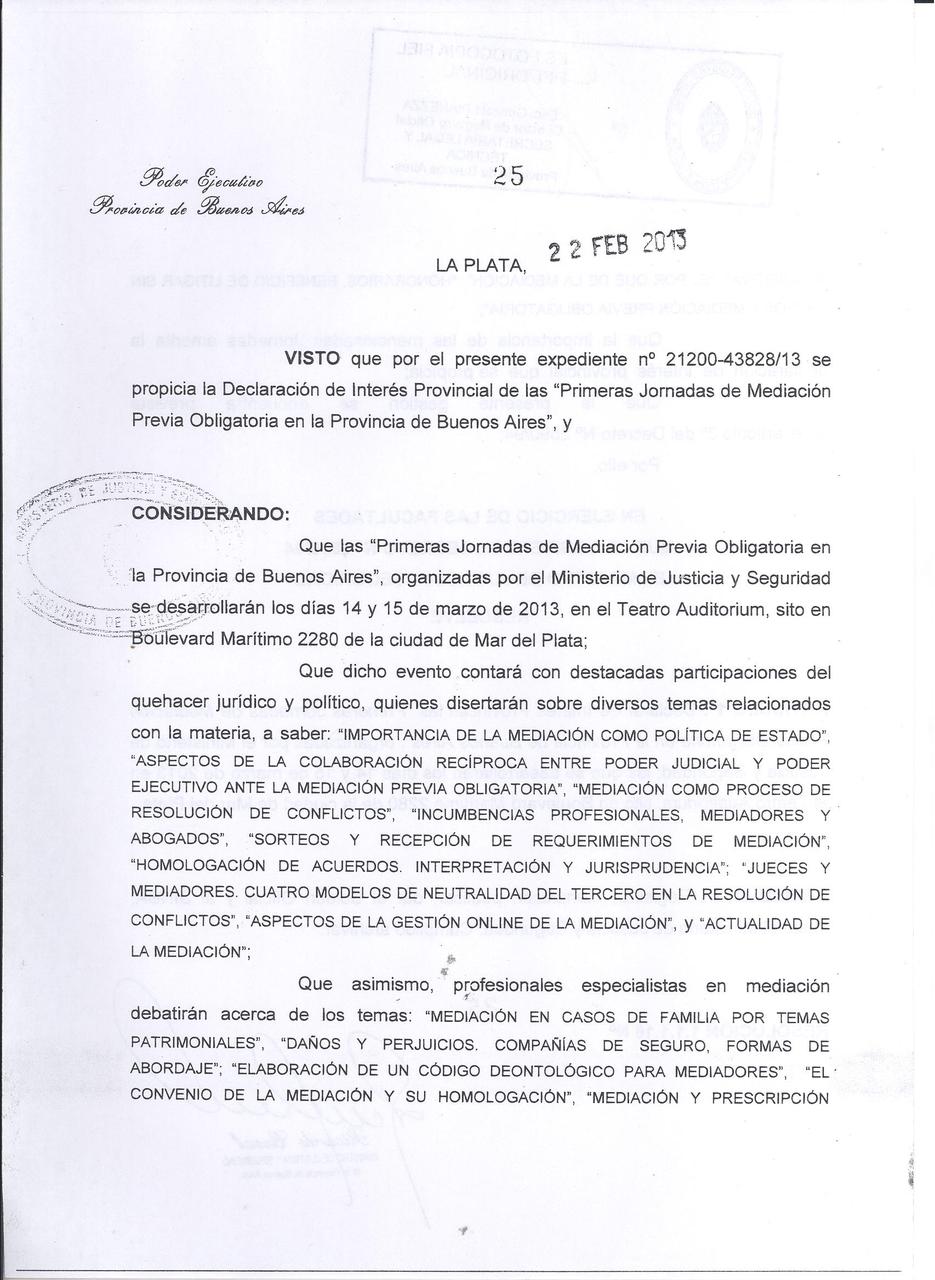 25
Poder Ejecutivo
Provincia de Buenos Aires
LA PLATA, 22 FEB 2013
VISTO que por el presente expediente nº 21200-43828/13 se
propicia la Declaración de Interés Provincial de las “Primeras Jornadas de Mediación
Previa Obligatoria en la Provincia de Buenos Aires”, y
MINISTERIO DE JUSTICIA Y
PROVINCIA DE BUENOS
CONSIDERANDO:
Que las “Primeras Jornadas de Mediación Previa Obligatoria en
la Provincia de Buenos Aires”, organizadas por el Ministerio de Justicia y Seguridad
se desarrollarán los días 14 y 15 de marzo de 2013, en el Teatro Auditorium, sito en
Boulevard Marítimo 2280 de la ciudad de Mar del Plata;
Que dicho evento contará con destacadas participaciones del
quehacer jurídico y político, quienes disertarán sobre diversos temas relacionados
con la materia, a saber: “IMPORTANCIA DE LA MEDIACIÓN COMO POLÍTICA DE ESTADO”,
“ASPECTOS DE LA COLABORACIÓN RECÍPROCA ENTRE PODER JUDICIAL Y PODER
EJECUTIVO ANTE LA MEDIACIÓN PREVIA OBLIGATORIA”, “MEDIACIÓN COMO PROCESO DE
RESOLUCIÓN DE CONFLICTOS”, “INCUMBENCIAS PROFESIONALES, MEDIADORES Y
ABOGADOS”, “SORTEOS Y RECEPCIÓN DE REQUERIMIENTOS DE MEDIACIÓN”,
“HOMOLOGACIÓN DE ACUERDOS. INTERPRETACIÓN Y JURISPRUDENCIA”; “JUECES Y
MEDIADORES. CUATRO MODELOS DE NEUTRALIDAD DEL TERCERO EN LA RESOLUCIÓN DE
CONFLICTOS”, “ASPECTOS DE LA GESTIÓN ONLINE DE LA MEDIACIÓN”, y “ACTUALIDAD DE
LA MEDIACIÓN”;
Que asimismo, profesionales especialistas en mediación
debatirán acerca de los temas: “MEDIACIÓN EN CASOS DE FAMILIA POR TEMAS
PATRIMONIALES”, “DAÑOS Y PERJUICIOS. COMPAÑÍAS DE SEGURO, FORMAS DE
ABORDAJE”; “ELABORACIÓN DE UN CÓDIGO DEONTOLÓGICO PARA MEDIADORES”, “EL
CONVENIO DE LA MEDIACIÓN Y SU HOMOLOGACIÓN”, “MEDIACIÓN Y PRESCRIPCIÓN